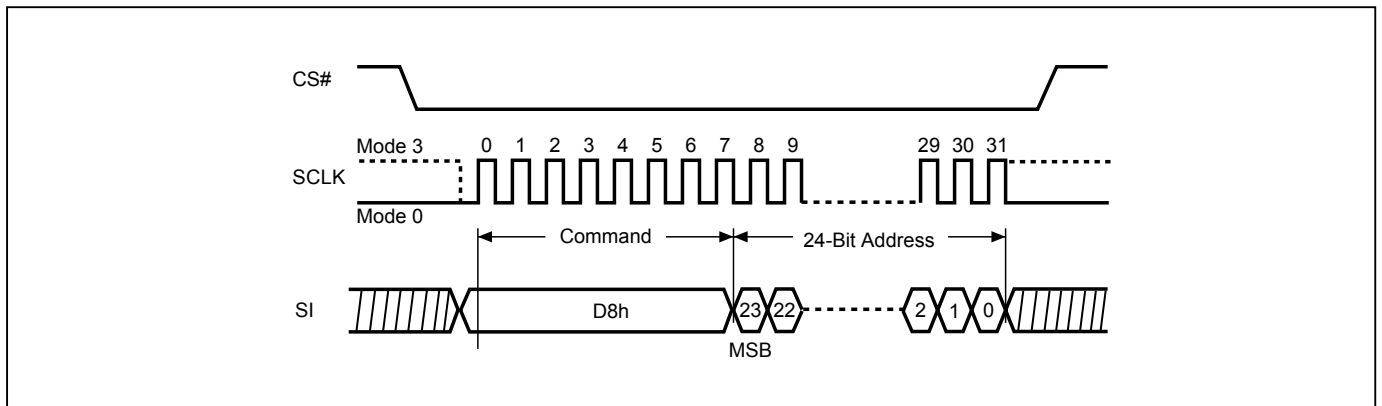 CS#
Mode 3
0 1 2 3 4 5 6 7 8 9 29 30 31
SCLK
Mode 0
Command 24-Bit Address
SI D8h 23 22 2 1 0
MSB